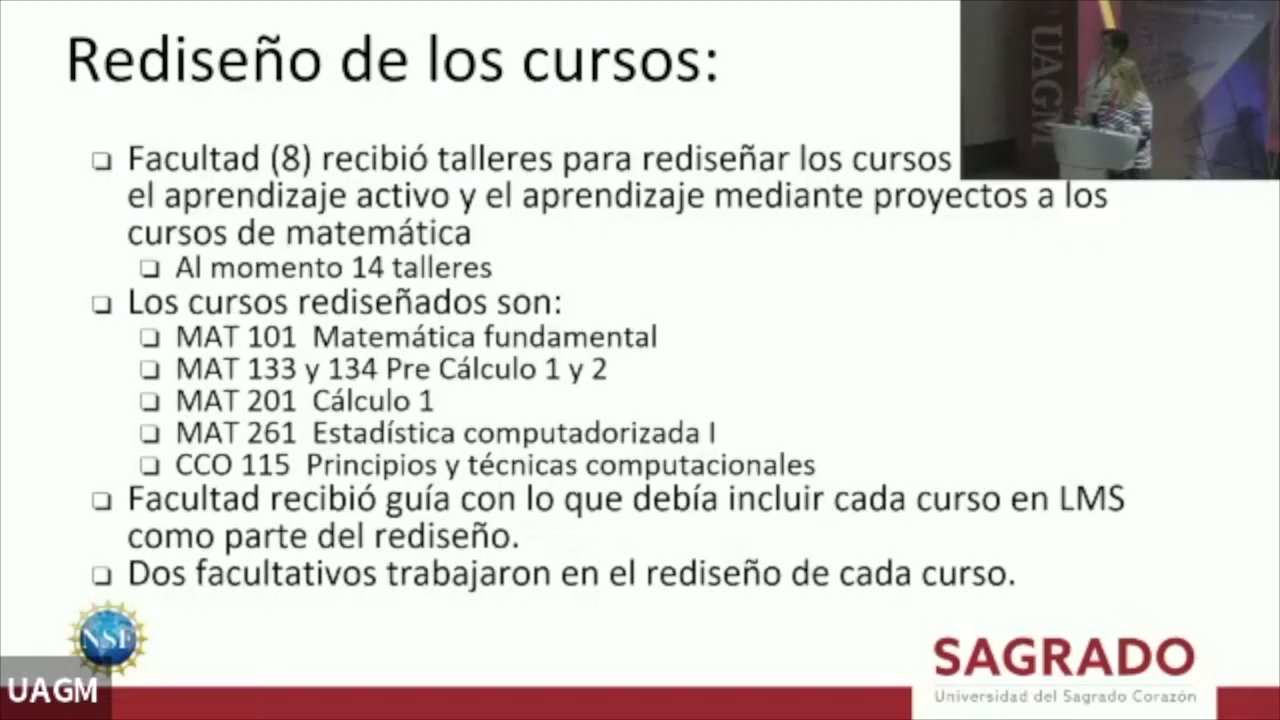 Rediseño de los cursos:
UAGM
❑ Facultad (8) recibió talleres para rediseñar los cursos
el aprendizaje activo y el aprendizaje mediante proyectos a los
cursos de matemática
❑ Al momento 14 talleres
❑ Los cursos rediseñados son:
❑ MAT 101 Matemática fundamental
❑ MAT 133 y 134 Pre Cálculo 1 y 2
❑ MAT 201 Cálculo 1
❑ MAT 261 Estadística computadorizada I
❑ CCO 115 Principios y técnicas computacionales
❑ Facultad recibió guía con lo que debía incluir cada curso en LMS
como parte del rediseño.
❑ Dos facultativos trabajaron en el rediseño de cada curso.
NSF
SAGRADO
Universidad del Sagrado Corazón
UAGM